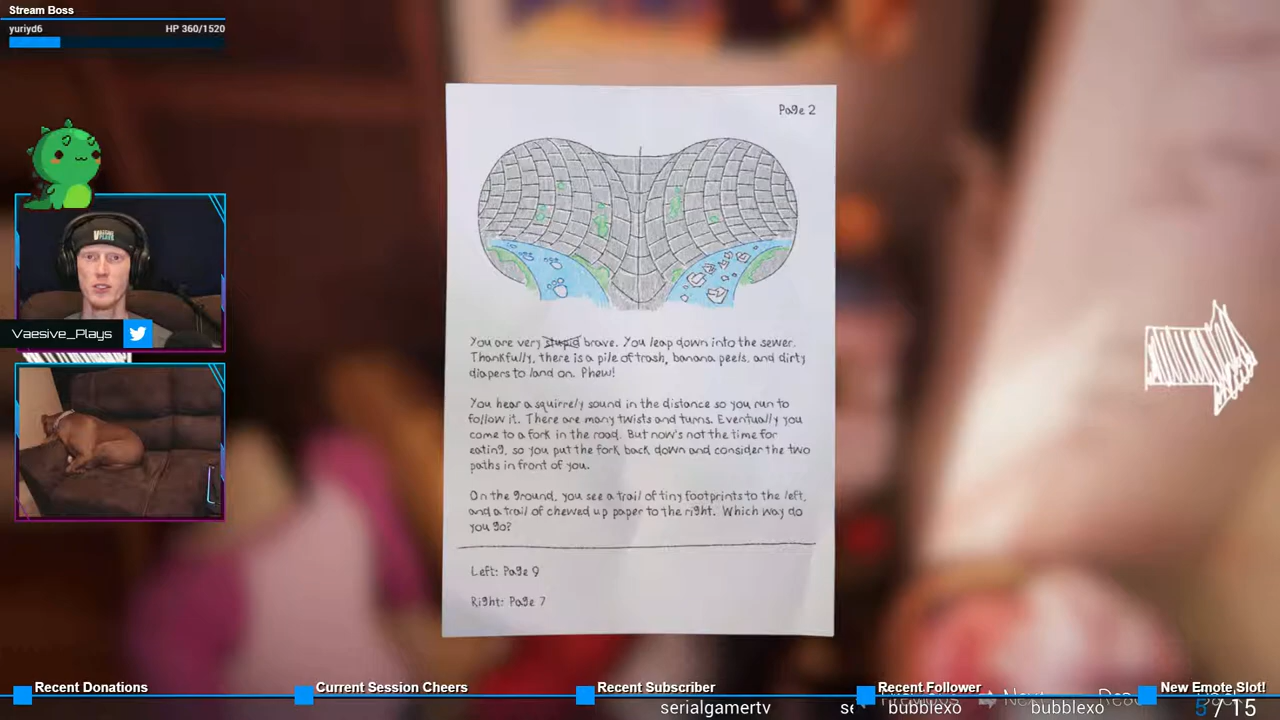 Stream Boss
yuriyd6 HP 360/1520
Page 2
VAESIVE
PLAYS
Vaesive_Plays
You are very stupid brave. You leap down into the sewer.
Thankfully, there is a pile of trash, banana peels, and dirty
diapers to land on. Phew!
You hear a squirrely sound in the distance so you run to
follow it. There are many twists and turns. Eventually you
come to a fork in the road. But now's not the time for
eating, so you put the fork back down and consider the two
paths in front of you.
On the ground, you see a trail of tiny footprints to the left,
and a trail of chewed up paper to the right. Which way do
you go?
Left: Page 9
Right: Page 7
Recent Donations
Current Session Cheers
Recent Subscriber
Recent Follower
New Emote Slot!
serialgamertv
se
bubblexo
bubblexo
5 / 15
Next